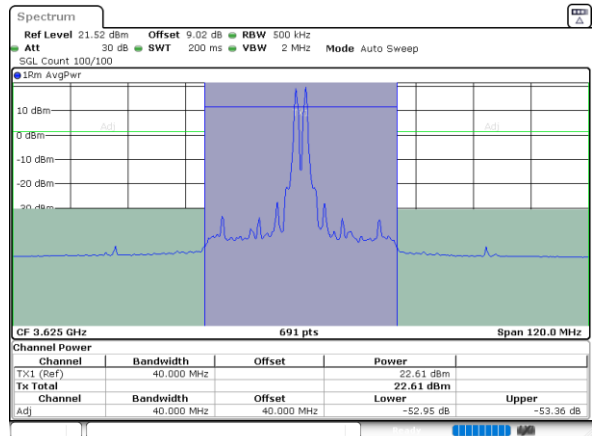 Spectrum
Ref Level 21.52 dBm Offset 9.02 dB RBW 500 kHz
Att 30 dB SWT 200 ms VBW 2 MHz Mode Auto Sweep
SGL Count 100/100
1Rm AvgPwr
10 dBm
Adj Adj
0 dBm
-10 dBm
-20 dBm
-30 dBm
CF 3.625 GHz 691 pts Span 120.0 MHz
Channel Power
Channel Bandwidth Offset Power
TX1 (Ref) 40.000 MHz 22.61 dBm
Tx Total 22.61 dBm
Channel Bandwidth Offset Lower Upper
Adj 40.000 MHz 40.000 MHz -52.95 dB -53.36 dB